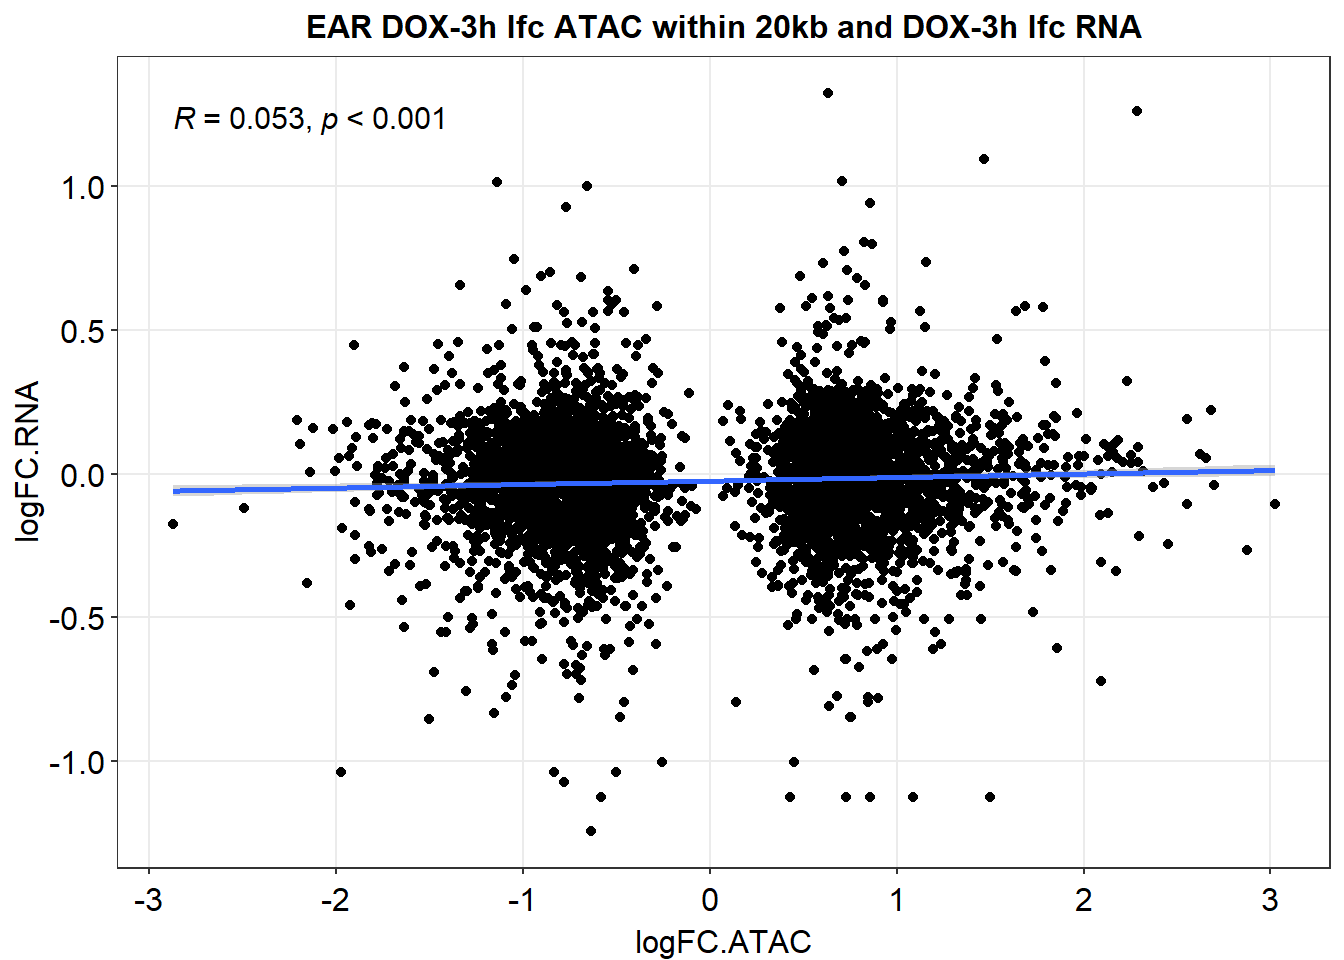 EAR DOX-3h lfc ATAC within 20kb and DOX-3h lfc RNA
R = 0.053, p < 0.001
1.0
0.5
0.0
-0.5
-1.0
logFC.RNA
-3 -2 -1 0 1 2 3
logFC.ATAC